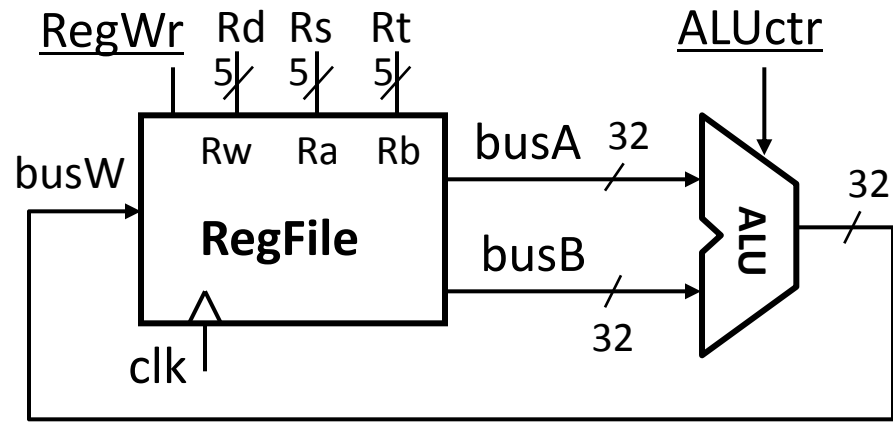 RegWr Rd Rs Rt ALUctr
5 5 5
Rw Ra Rb
busW
busA 32
32
RegFile
ALU
busB
32
clk